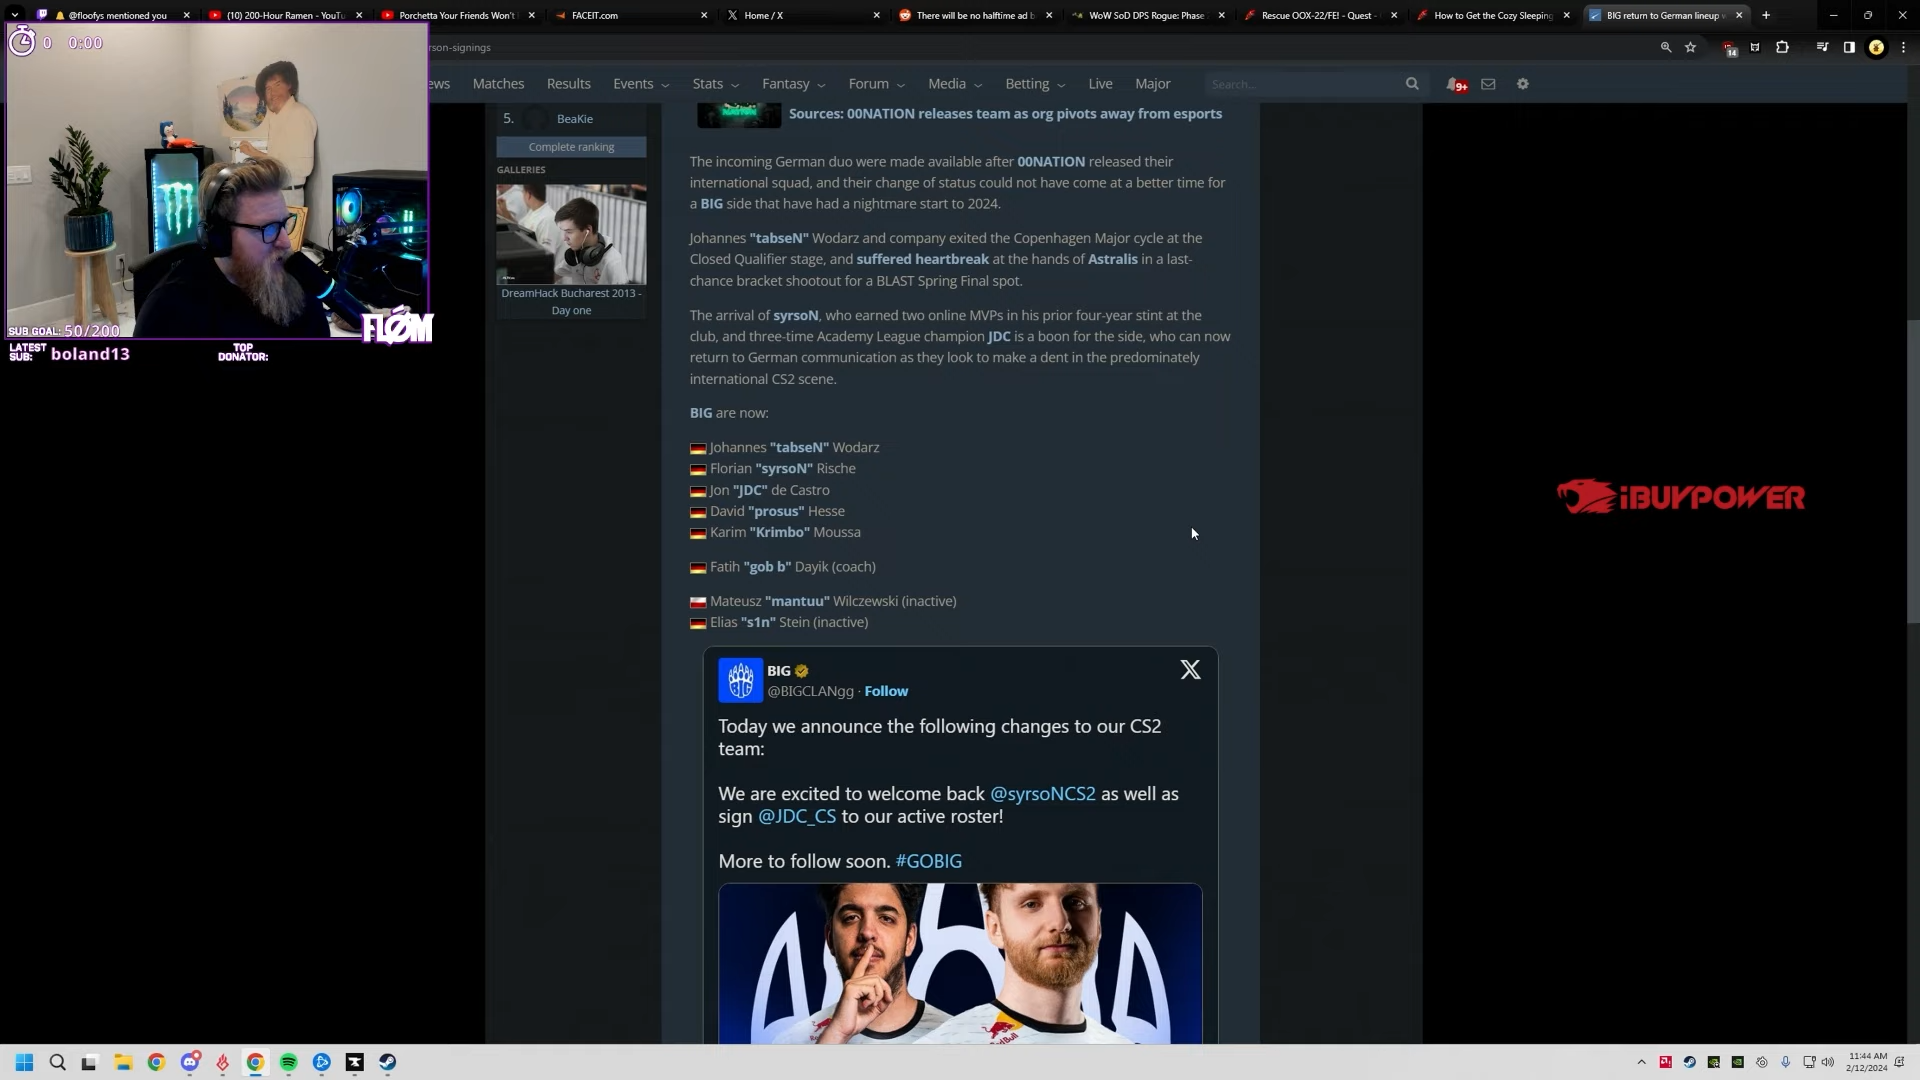 @floofys mentioned you
(10) 200-Hour Ramen - YouTu
Porchetta Your Friends Won't
FACEIT.com
Home / X
There will be no halftime ad b
WoW SoD DPS Rogue: Phase
Rescue OOX-22/FE! - Quest -
How to Get the Cozy Sleeping
BIG return to German lineup w
rson-signings
14
0 0:00
ews
Matches
Results
Events
Stats
Fantasy
Forum
Media
Betting
Live
Major
Search...
9+
SUB GOAL: 50/200
FLØM
LATEST SUB: boland13
TOP DONATOR:
5. BeaKie
Complete ranking
GALLERIES
DreamHack Bucharest 2013 -
Day one
NATION
Sources: 00NATION releases team as org pivots away from esports
The incoming German duo were made available after 00NATION released their
international squad, and their change of status could not have come at a better time for
a BIG side that have had a nightmare start to 2024.
Johannes "tabseN" Wodarz and company exited the Copenhagen Major cycle at the
Closed Qualifier stage, and suffered heartbreak at the hands of Astralis in a last-
chance bracket shootout for a BLAST Spring Final spot.
The arrival of syrsoN, who earned two online MVPs in his prior four-year stint at the
club, and three-time Academy League champion JDC is a boon for the side, who can now
return to German communication as they look to make a dent in the predominately
international CS2 scene.
BIG are now:
Johannes "tabseN" Wodarz
Florian "syrsoN" Rische
Jon "JDC" de Castro
David "prosus" Hesse
Karim "Krimbo" Moussa
Fatih "gob b" Dayik (coach)
Mateusz "mantuu" Wilczewski (inactive)
Elias "s1n" Stein (inactive)
BIG
@BIGCLANgg · Follow
Today we announce the following changes to our CS2
team:
We are excited to welcome back @syrsoNCS2 as well as
sign @JDC_CS to our active roster!
More to follow soon. #GOBIG
Red Bull
iBUYPOWER
11:44 AM
2/12/2024